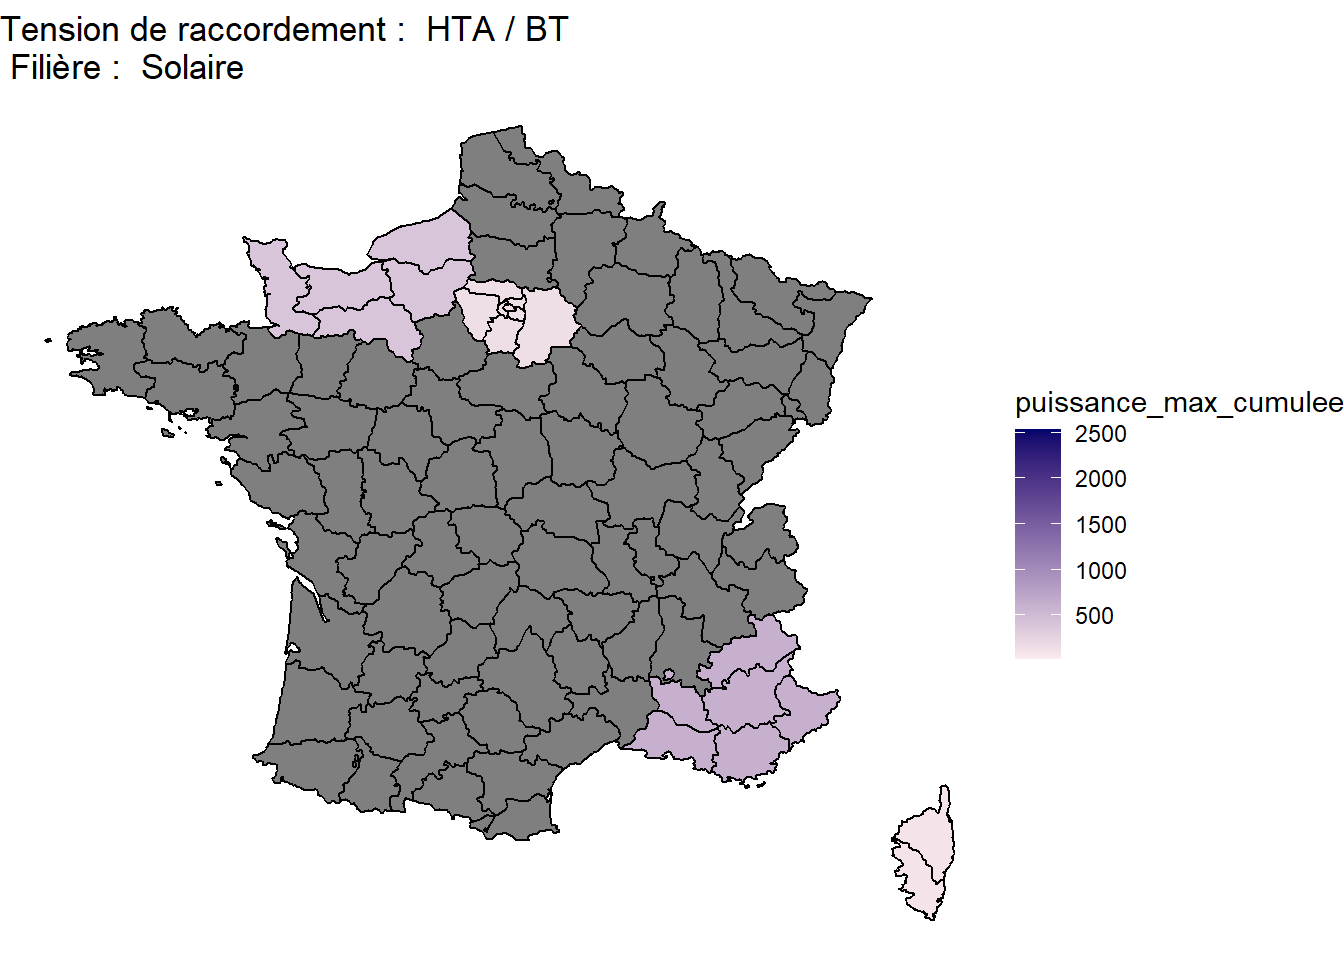 Tension de raccordement :  HTA / BT
Filière :  Solaire
puissance_max_cumulee
2500
2000
1500
1000
500